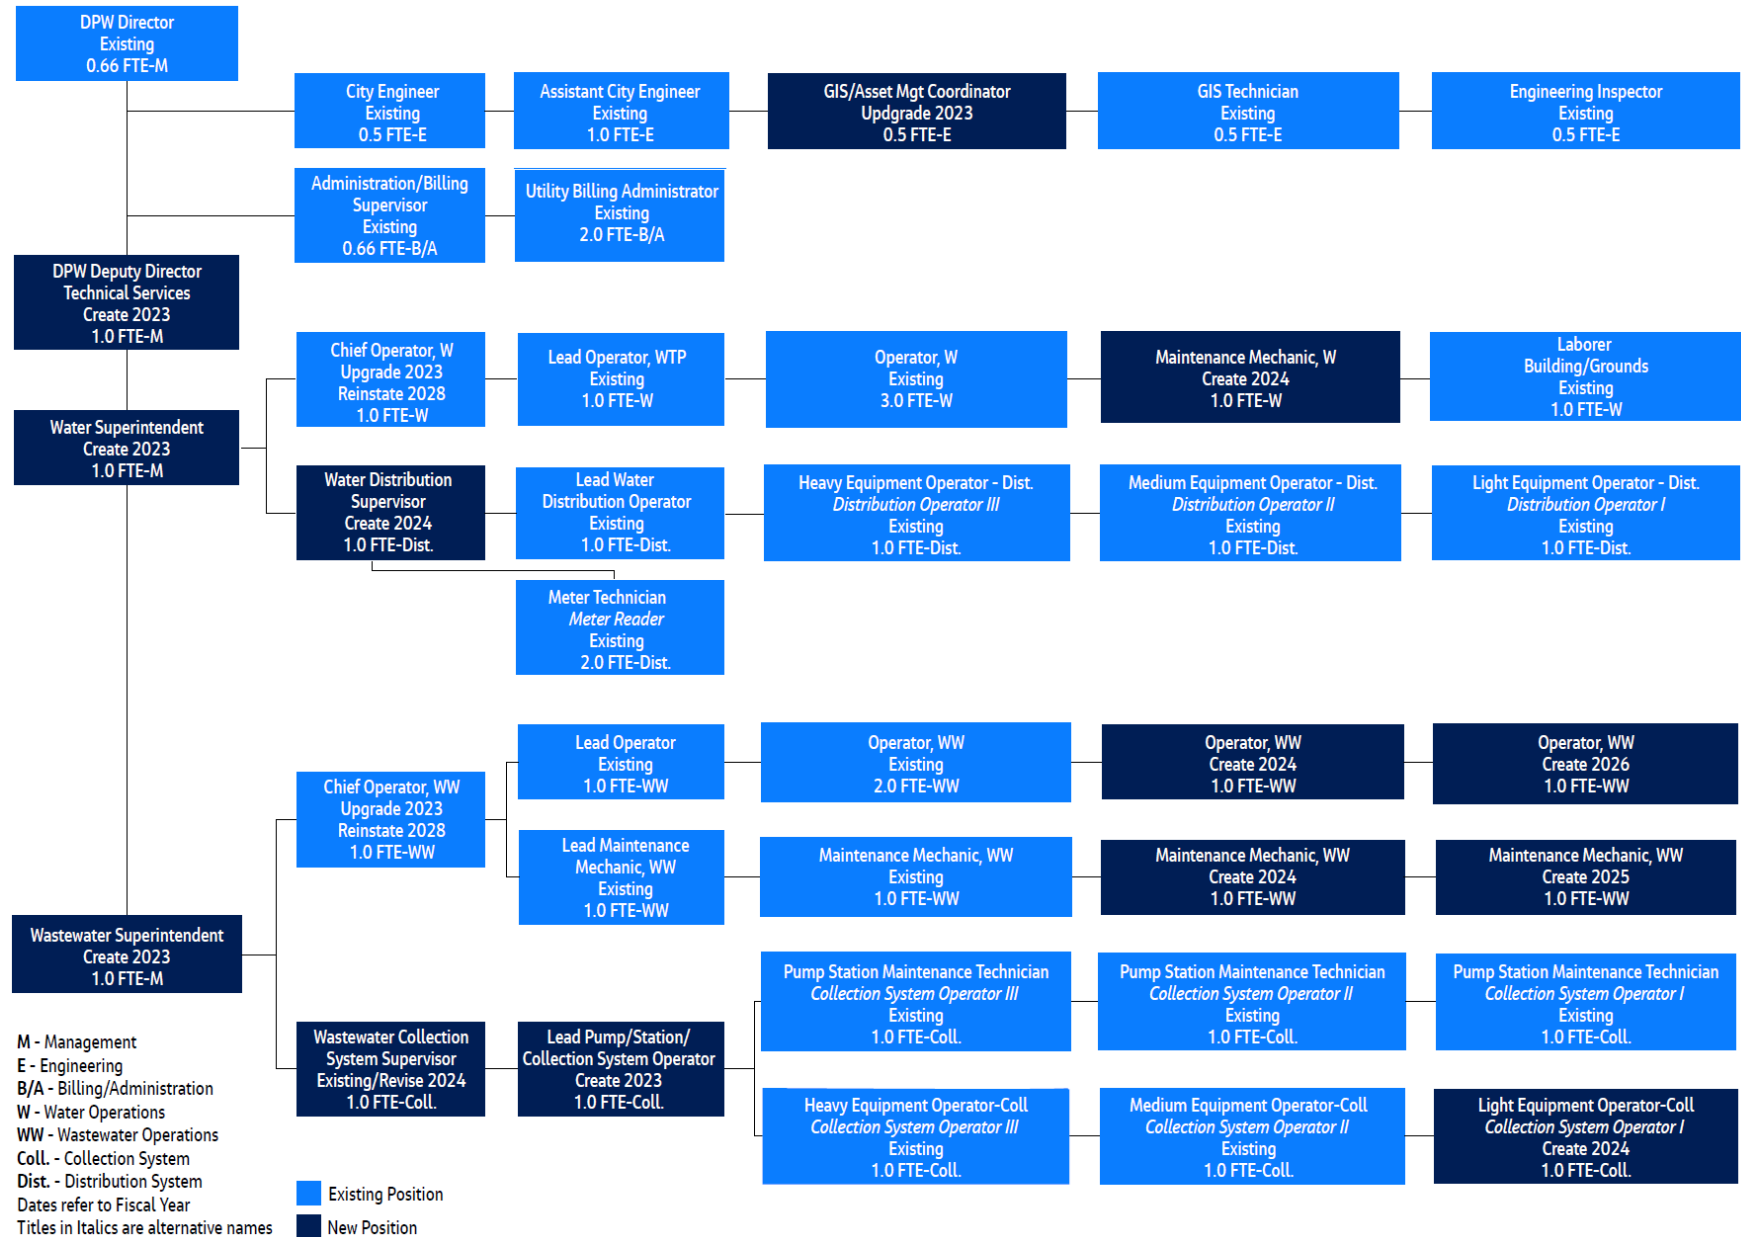 DPW Director
Existing
0.66 FTE-M
City Engineer
Existing
0.5 FTE-E
Assistant City Engineer
Existing
1.0 FTE-E
GIS/Asset Mgt Coordinator
Updgrade 2023
0.5 FTE-E
GIS Technician
Existing
0.5 FTE-E
Engineering Inspector
Existing
0.5 FTE-E
Administration/Billing
Supervisor
Existing
0.66 FTE-B/A
Utility Billing Administrator
Existing
2.0 FTE-B/A
DPW Deputy Director
Technical Services
Create 2023
1.0 FTE-M
Chief Operator, W
Upgrade 2023
Reinstate 2028
1.0 FTE-W
Lead Operator, WTP
Existing
1.0 FTE-W
Operator, W
Existing
3.0 FTE-W
Maintenance Mechanic, W
Create 2024
1.0 FTE-W
Laborer
Building/Grounds
Existing
1.0 FTE-W
Water Superintendent
Create 2023
1.0 FTE-M
Water Distribution
Supervisor
Create 2024
1.0 FTE-Dist.
Lead Water
Distribution Operator
Existing
1.0 FTE-Dist.
Heavy Equipment Operator - Dist.
Distribution Operator III
Existing
1.0 FTE-Dist.
Medium Equipment Operator - Dist.
Distribution Operator II
Existing
1.0 FTE-Dist.
Light Equipment Operator - Dist.
Distribution Operator I
Existing
1.0 FTE-Dist.
Meter Technician
Meter Reader
Existing
2.0 FTE-Dist.
Lead Operator
Existing
1.0 FTE-WW
Operator, WW
Existing
2.0 FTE-WW
Operator, WW
Create 2024
1.0 FTE-WW
Operator, WW
Create 2026
1.0 FTE-WW
Chief Operator, WW
Upgrade 2023
Reinstate 2028
1.0 FTE-WW
Lead Maintenance
Mechanic, WW
Existing
1.0 FTE-WW
Maintenance Mechanic, WW
Existing
1.0 FTE-WW
Maintenance Mechanic, WW
Create 2024
1.0 FTE-WW
Maintenance Mechanic, WW
Create 2025
1.0 FTE-WW
Wastewater Superintendent
Create 2023
1.0 FTE-M
Pump Station Maintenance Technician
Collection System Operator III
Existing
1.0 FTE-Coll.
Pump Station Maintenance Technician
Collection System Operator II
Existing
1.0 FTE-Coll.
Pump Station Maintenance Technician
Collection System Operator I
Existing
1.0 FTE-Coll.
Wastewater Collection
System Supervisor
Existing/Revise 2024
1.0 FTE-Coll.
Lead Pump/Station/
Collection System Operator
Create 2023
1.0 FTE-Coll.
Heavy Equipment Operator-Coll
Collection System Operator III
Existing
1.0 FTE-Coll.
Medium Equipment Operator-Coll
Collection System Operator II
Existing
1.0 FTE-Coll.
Light Equipment Operator-Coll
Collection System Operator I
Create 2024
1.0 FTE-Coll.
M - Management
E - Engineering
B/A - Billing/Administration
W - Water Operations
WW - Wastewater Operations
Coll. - Collection System
Dist. - Distribution System
Dates refer to Fiscal Year
Titles in Italics are alternative names
Existing Position
New Position